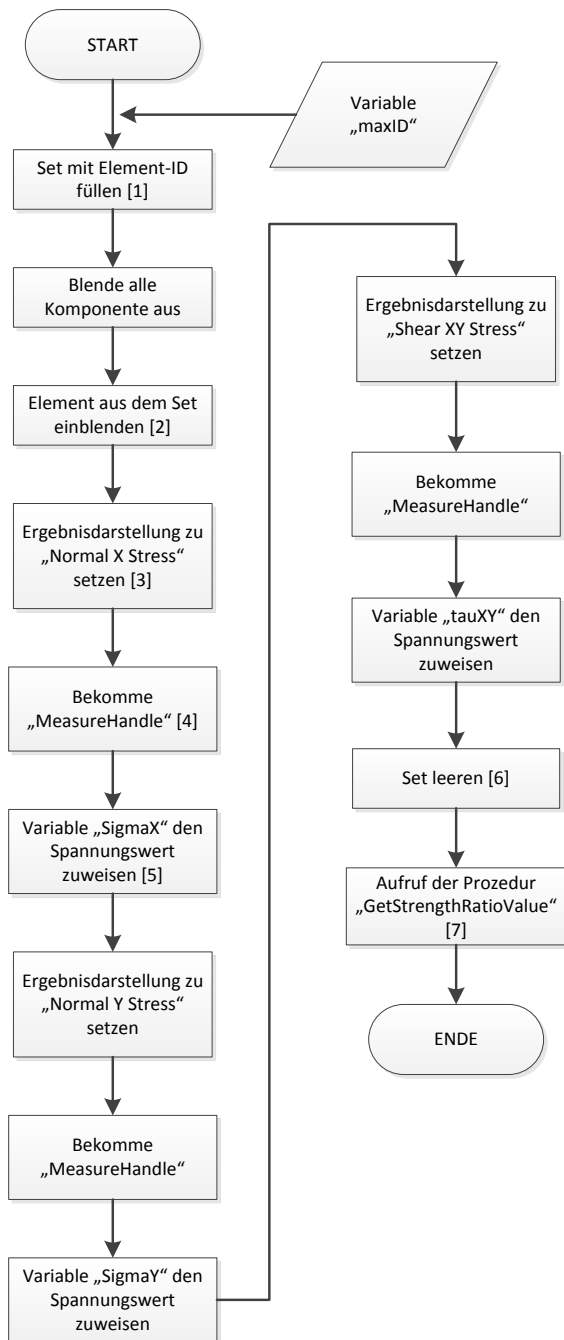 START
Variable
„maxID“
Set mit Element-ID
füllen [1]
Blende alle
Komponente aus
Element aus dem Set
einblenden [2]
Ergebnisdarstellung zu
„Normal X Stress“
setzen [3]
Bekomme
„MeasureHandle“ [4]
Variable „SigmaX“ den
Spannungswert
zuweisen [5]
Ergebnisdarstellung zu
„Normal Y Stress“
setzen
Bekomme
„MeasureHandle“
Variable „SigmaY“ den
Spannungswert
zuweisen
Ergebnisdarstellung zu
„Shear XY Stress“
setzen
Bekomme
„MeasureHandle“
Variable „tauXY“ den
Spannungswert
zuweisen
Set leeren [6]
Aufruf der Prozedur
„GetStrengthRatioValue“
[7]
ENDE